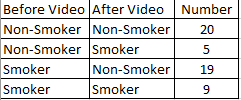 Before Video After Video Number
Non-Smoker Non-Smoker 20
Non-Smoker Smoker 5
Smoker Non-Smoker 19
Smoker Smoker 9